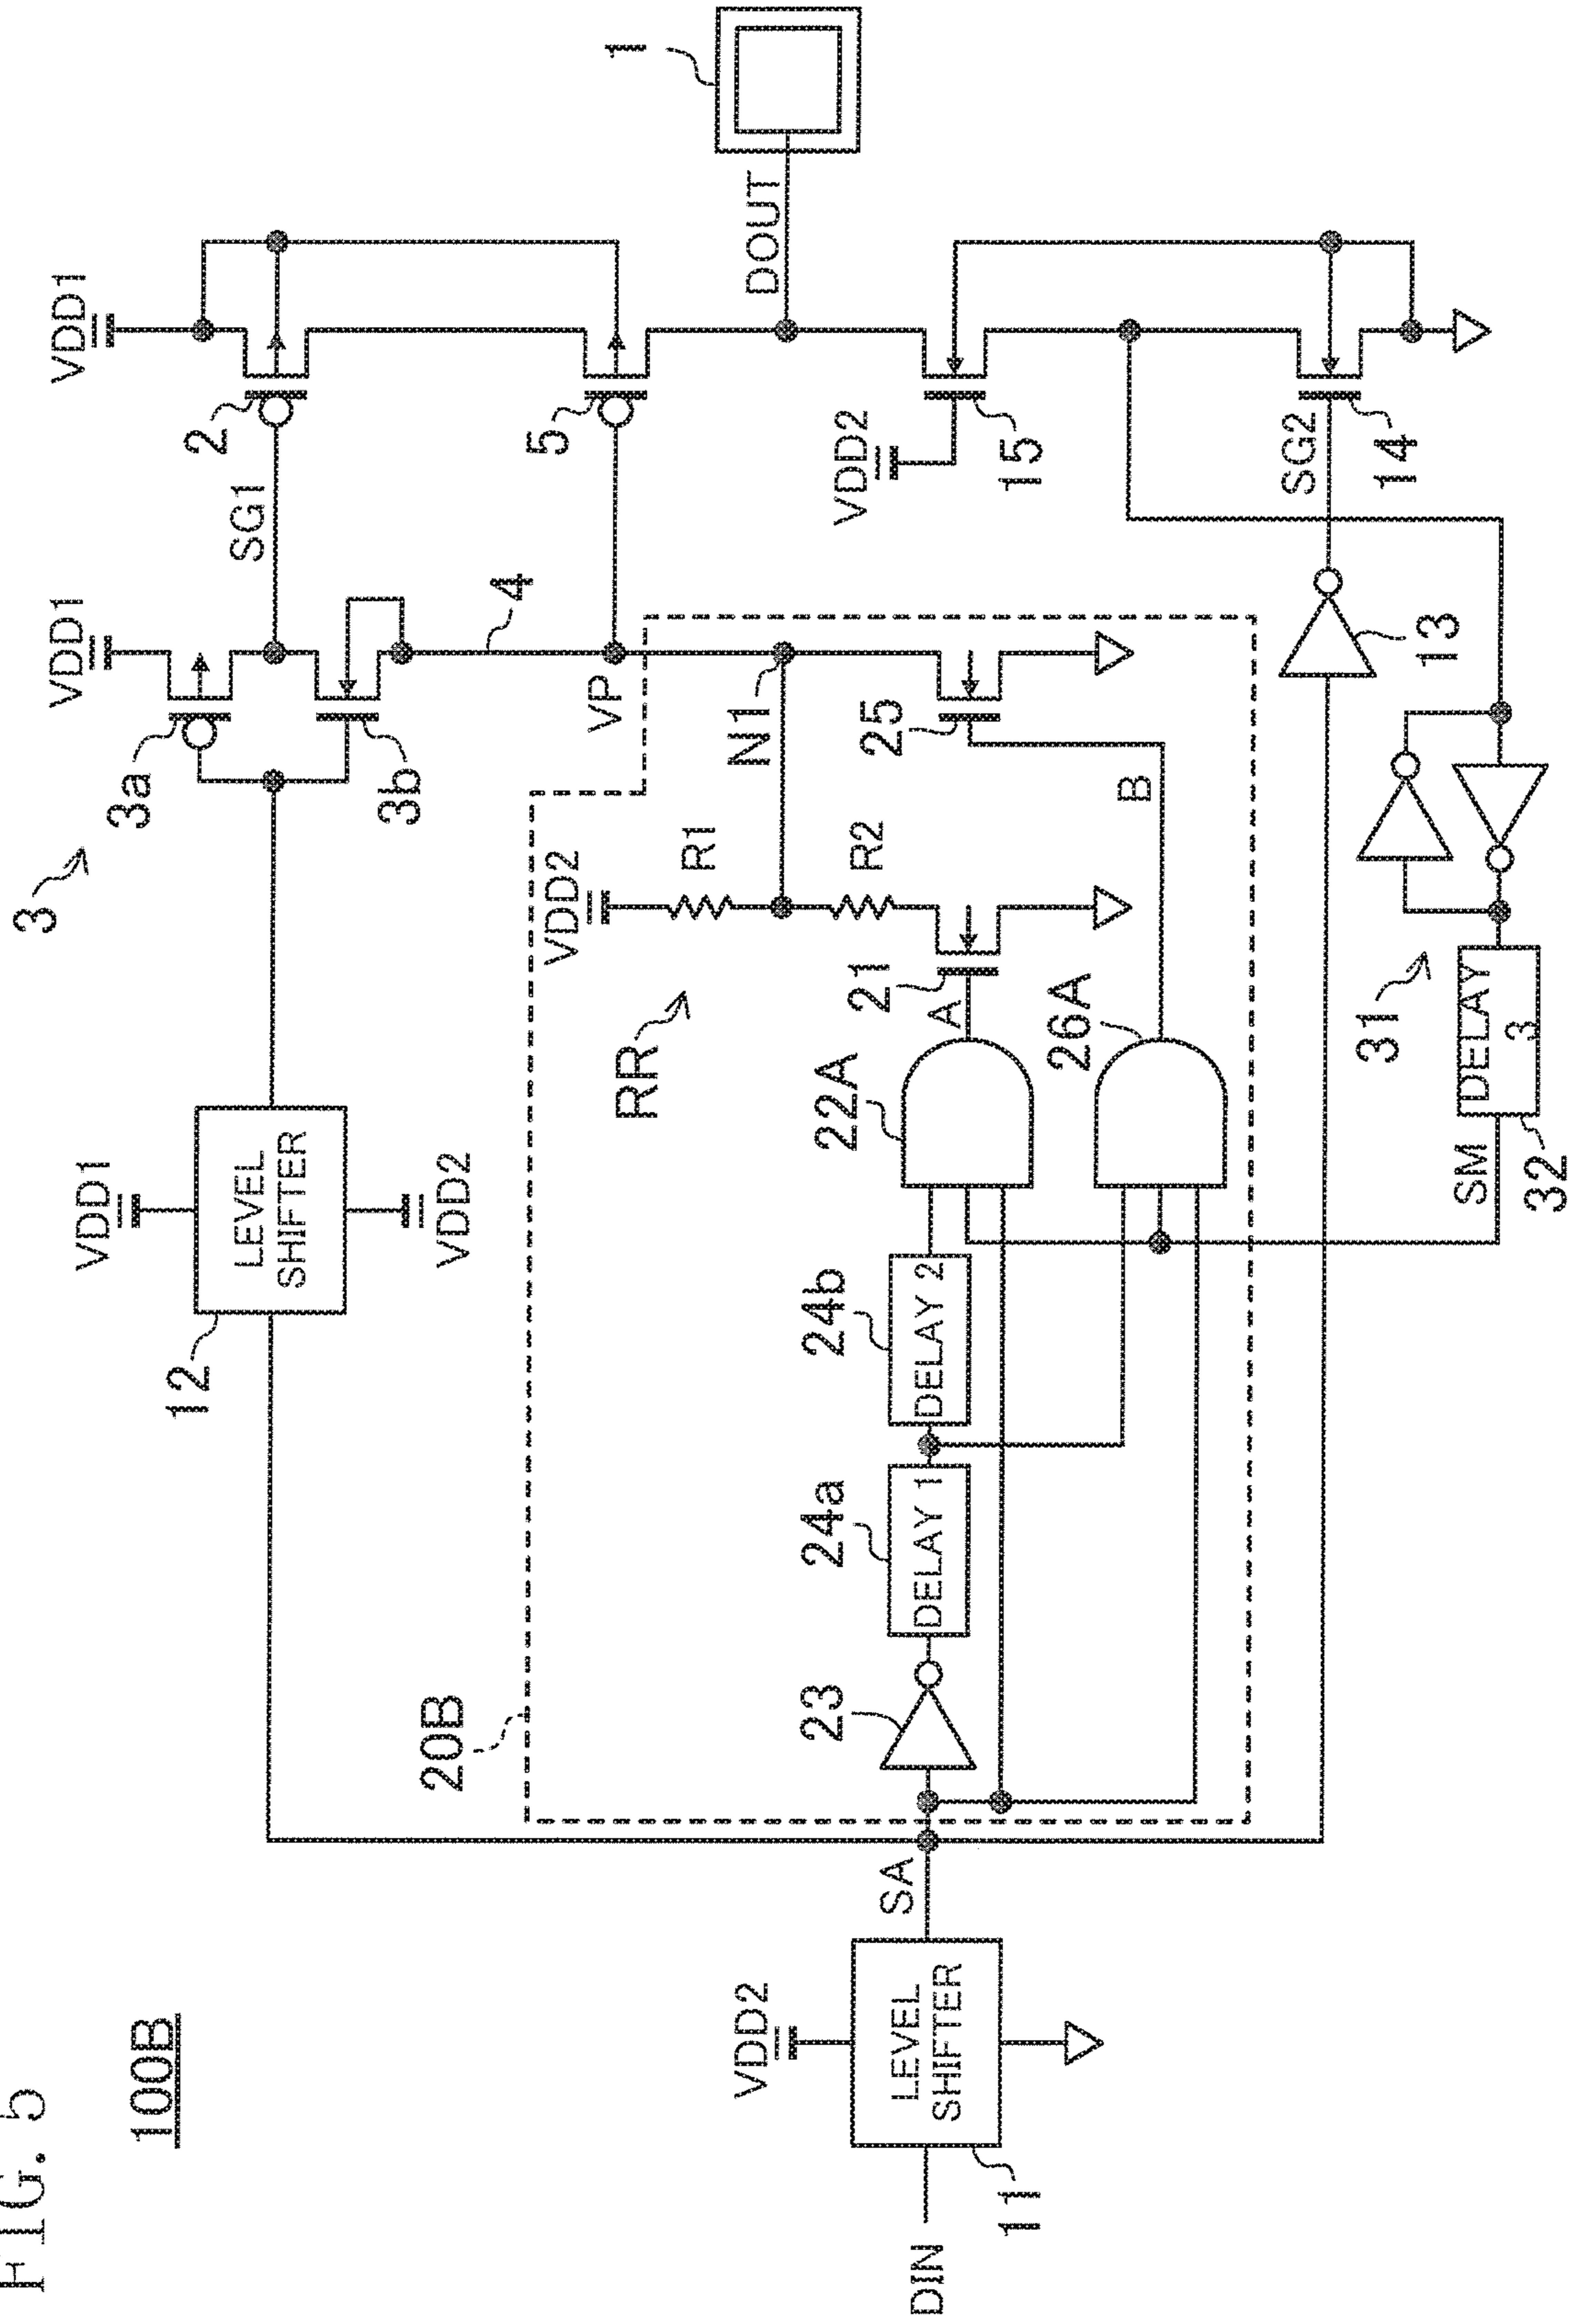 FIG. 5
100B
DIN
LEVEL
SHIFTER
11
VDD2
SA
12
LEVEL
SHIFTER
VDD1
VDD2
3
3a
3b
VDD1
SG1
4
VP
N1
VDD1
2
5
DOUT
1
VDD2
15
SG2
14
13
20B
23
24a
DELAY 1
24b
DELAY 2
22A
A
26A
B
RR
VDD2
R1
R2
21
25
31
DELAY
3
32
SM